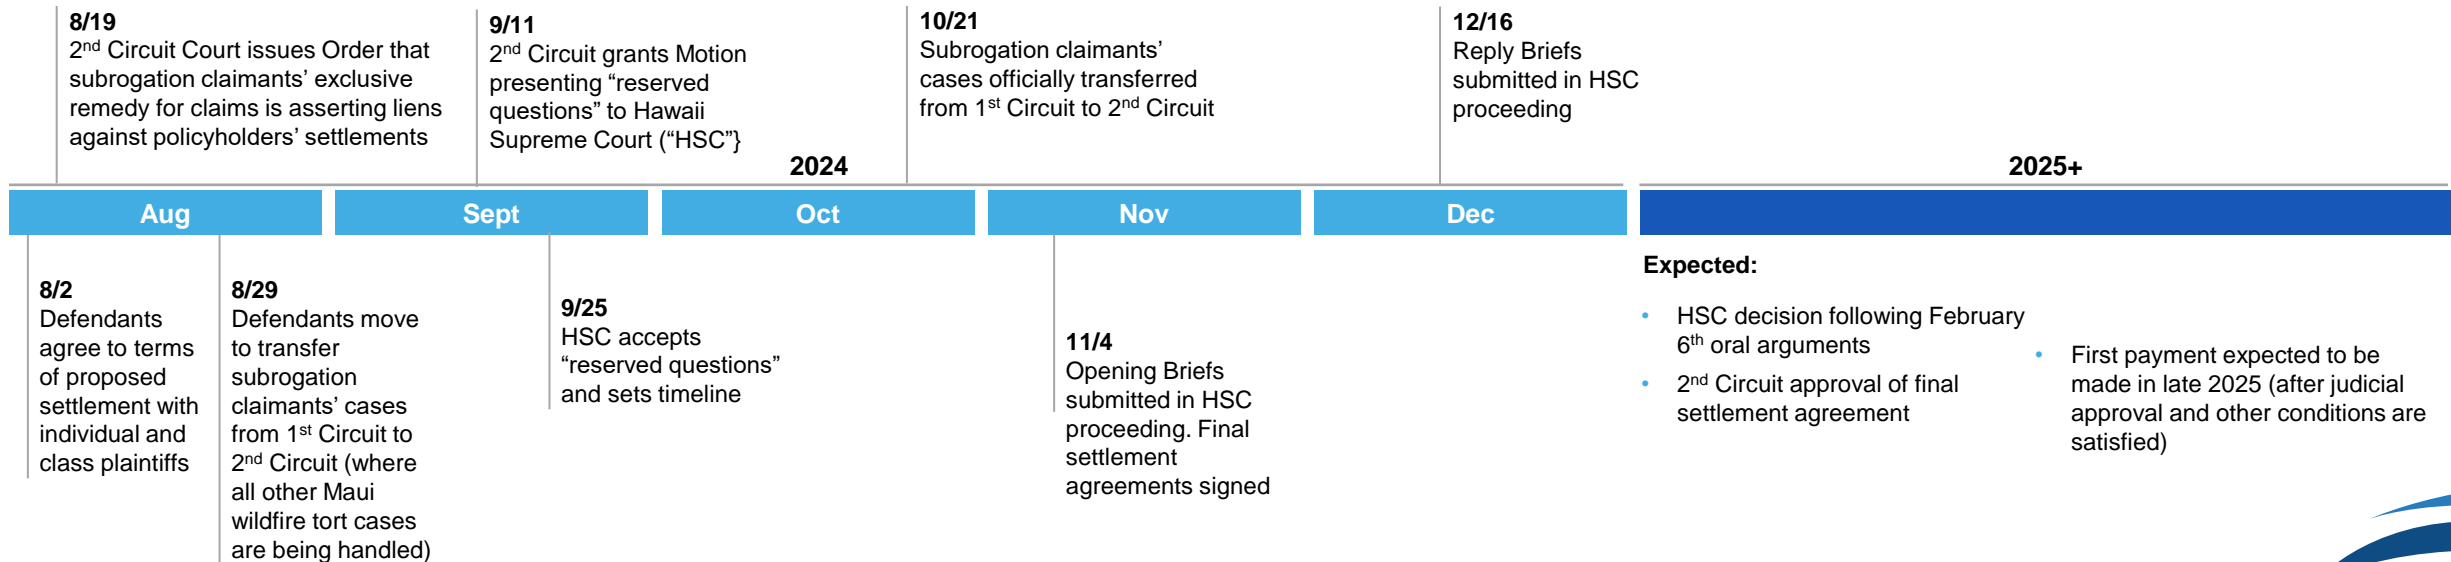 8/19
2nd Circuit Court issues Order that
subrogation claimants’ exclusive
remedy for claims is asserting liens
against policyholders’ settlements
9/11
2nd Circuit grants Motion
presenting “reserved
questions” to Hawaii
Supreme Court (“HSC”}
10/21
Subrogation claimants’
cases officially transferred
from 1st Circuit to 2nd Circuit
12/16
Reply Briefs
submitted in HSC
proceeding
2024
2025+
Aug
Sept
Oct
Nov
Dec
8/2
Defendants
agree to terms
of proposed
settlement with
individual and
class plaintiffs
8/29
Defendants move
to transfer
subrogation
claimants’ cases
from 1st Circuit to
2nd Circuit (where
all other Maui
wildfire tort cases
are being handled)
9/25
HSC accepts
“reserved questions”
and sets timeline
11/4
Opening Briefs
submitted in HSC
proceeding. Final
settlement
agreements signed
Expected:
• HSC decision following February
6th oral arguments
• 2nd Circuit approval of final
settlement agreement
• First payment expected to be
made in late 2025 (after judicial
approval and other conditions are
satisfied)